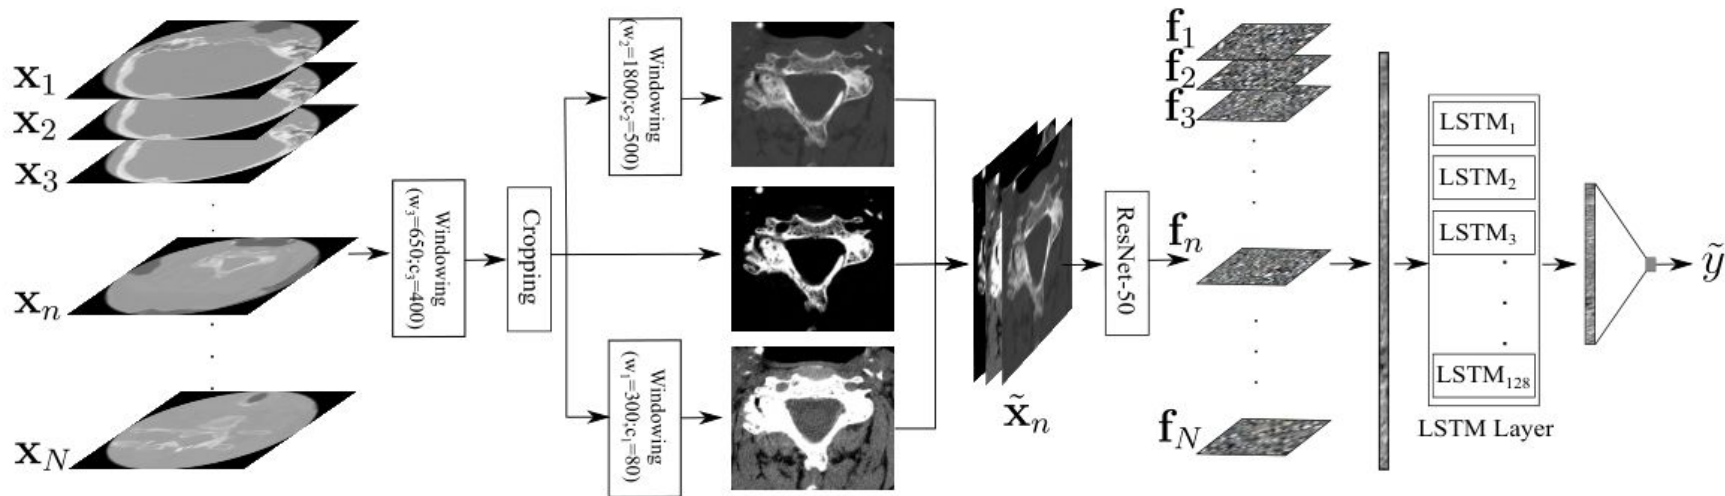 x1
x2
x3
xn
xN
Windowing
(w3=650;c3=400)
Cropping
Windowing
(w2=1800;c2=500)
Windowing
(w1=300;c1=80)
x̃n
ResNet-50
f1
f2
f3
fn
fN
LSTM1
LSTM2
LSTM3
LSTM128
LSTM Layer
ỹ